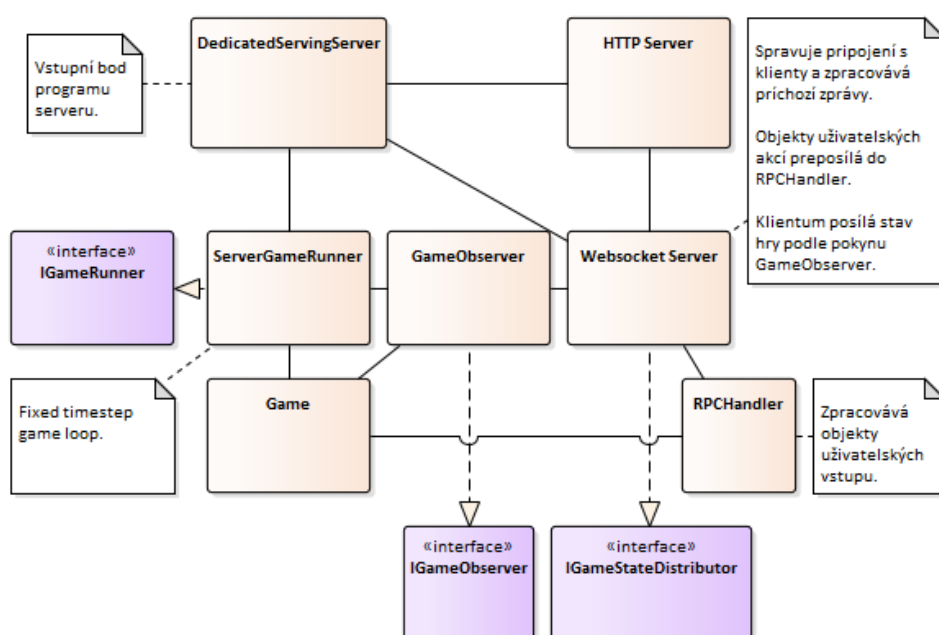 DedicatedServingServer
HTTP Server
Vstupní bod
programu
serveru.
Spravuje pripojení s
klienty a zpracovává
príchozí zprávy.
Objekty uživatelských
akcí preposílá do
RPCHandler.
Klientum posílá stav
hry podle pokynu
GameObserver.
«interface»
IGameRunner
ServerGameRunner
GameObserver
Websocket Server
Fixed timestep
game loop.
Game
RPCHandler
Zpracovává
objekty
uživatelských
vstupu.
«interface»
IGameObserver
«interface»
IGameStateDistributor